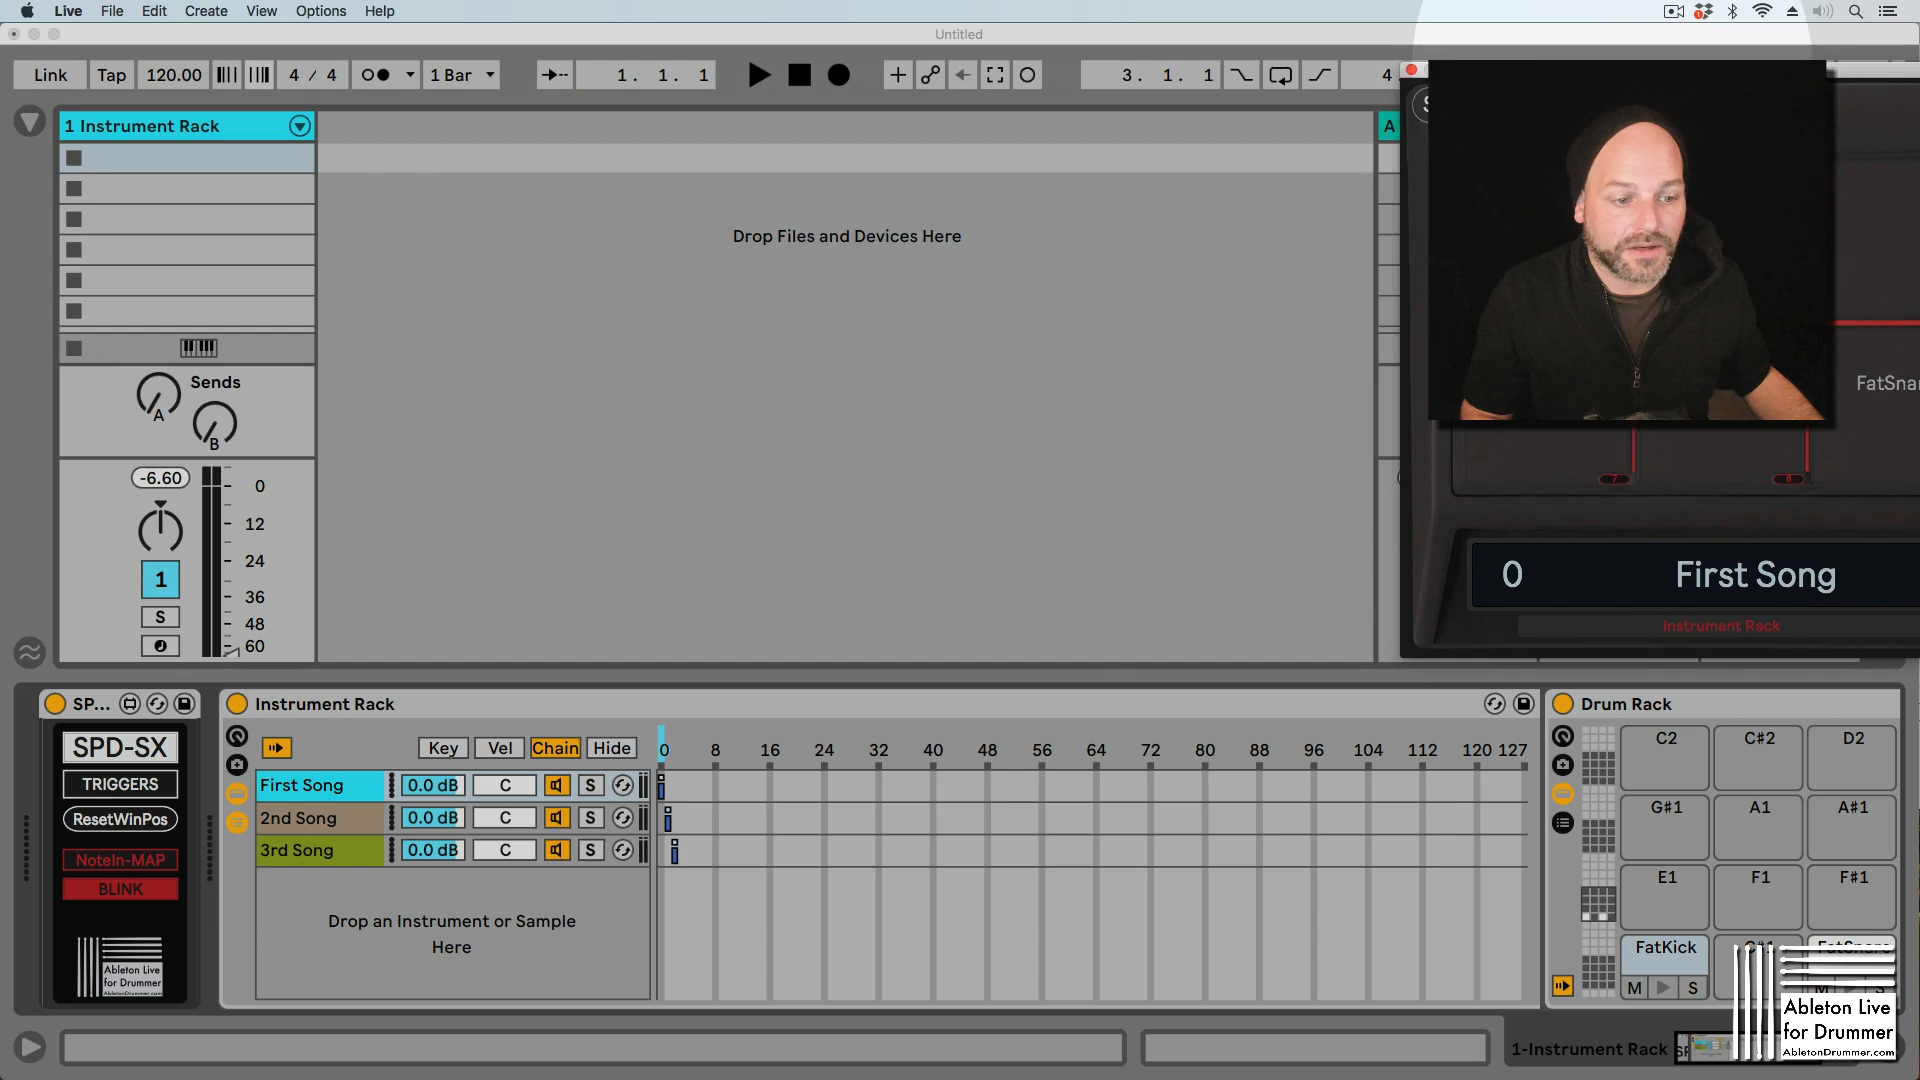 Live File Edit Create View Options Help
Untitled
Link Tap 120.00 4 / 4 1 Bar 1. 1. 1 3. 1. 1 4
1 Instrument Rack
A
Drop Files and Devices Here
Sends
A
B
-6.60
0
12
24
36
48
60
1
S
FatSna
7 8
0 First Song
Instrument Rack
SP...
SPD-SX
TRIGGERS
ResetWinPos
NoteIn-MAP
BLINK
Ableton Live
for Drummer
AbletonDrummer.com
Instrument Rack
Key Vel Chain Hide
0 8 16 24 32 40 48 56 64 72 80 88 96 104 112 120 127
First Song 0.0 dB C S
2nd Song 0.0 dB C S
3rd Song 0.0 dB C S
Drop an Instrument or Sample
Here
Drum Rack
C2 C#2 D2
G#1 A1 A#1
E1 F1 F#1
FatKick
M S
Ableton Live
for Drummer
AbletonDrummer.com
1-Instrument Rack